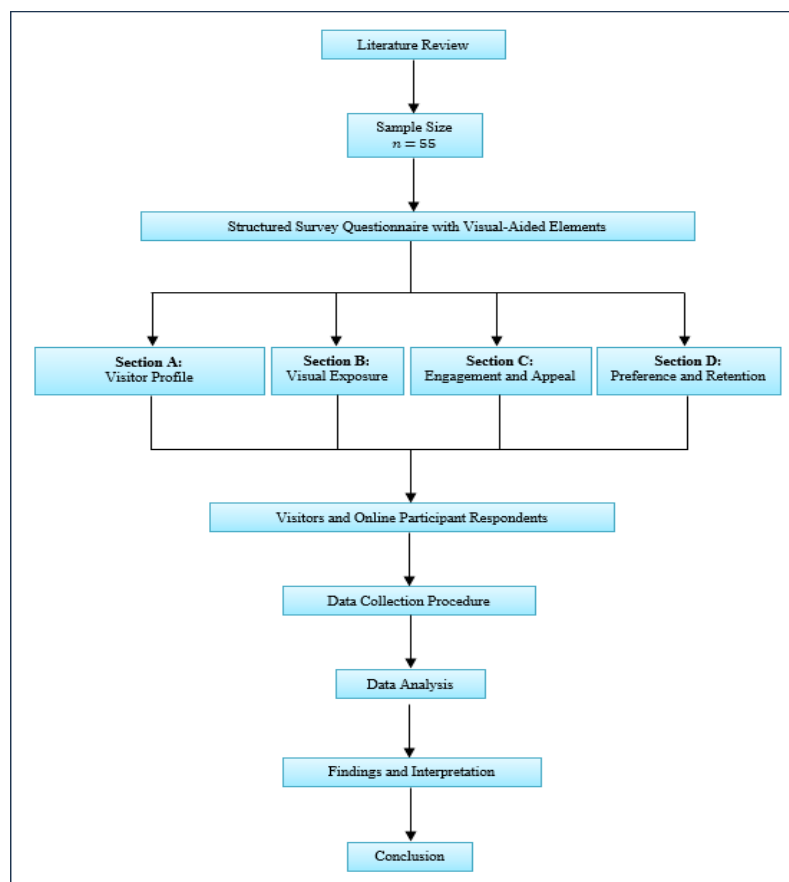 Literature Review
Sample Size
n = 55
Structured Survey Questionnaire with Visual-Aided Elements
Section A:
Visitor Profile
Section B:
Visual Exposure
Section C:
Engagement and Appeal
Section D:
Preference and Retention
Visitors and Online Participant Respondents
Data Collection Procedure
Data Analysis
Findings and Interpretation
Conclusion